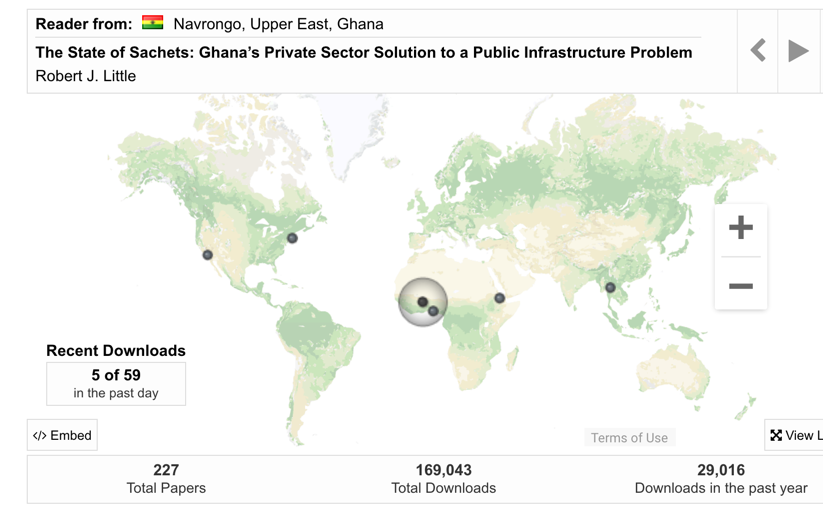 Reader from: Navrongo, Upper East, Ghana
The State of Sachets: Ghana’s Private Sector Solution to a Public Infrastructure Problem
Robert J. Little
Recent Downloads
5 of 59
in the past day
</> Embed
Terms of Use
View L
227
Total Papers
169,043
Total Downloads
29,016
Downloads in the past year